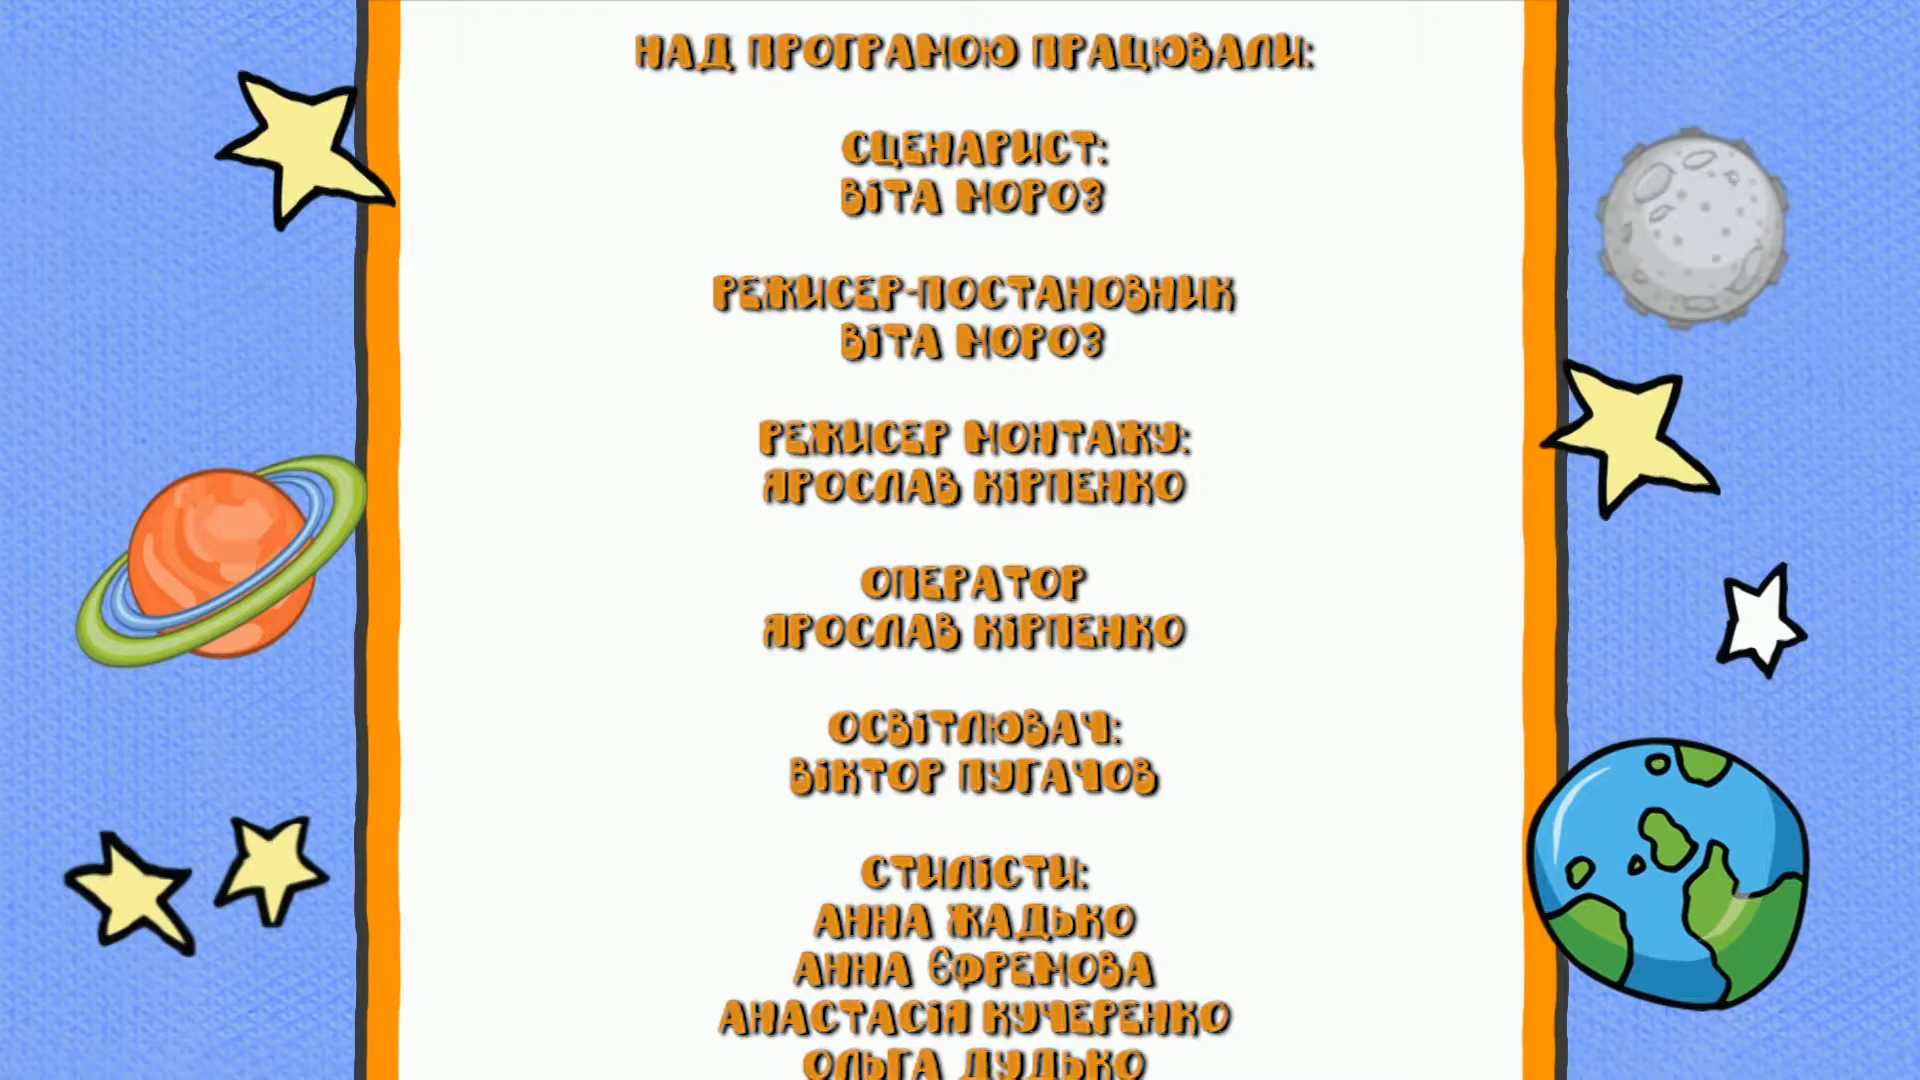 НАД ПРОГРАМОЮ ПРАЦЮВАЛИ:
СЦЕНАРИСТ:
ВіТА МОРОЗ
РЕЖИСЕР-ПОСТАНОВНИК
ВіТА МОРОЗ
РЕЖИСЕР МОНТАЖУ:
ЯРОСЛАВ КіРПЕНКО
ОПЕРАТОР
ЯРОСЛАВ КіРПЕНКО
ОСВіТЛЮВАЧ:
ВіКТОР ПУГАЧОВ
СТИЛіСТИ:
АННА ЖАДЬКО
АННА ЄФРЕМОВА
АНАСТАСіЯ КУЧЕРЕНКО
ОЛЬГА ДУДЬКО